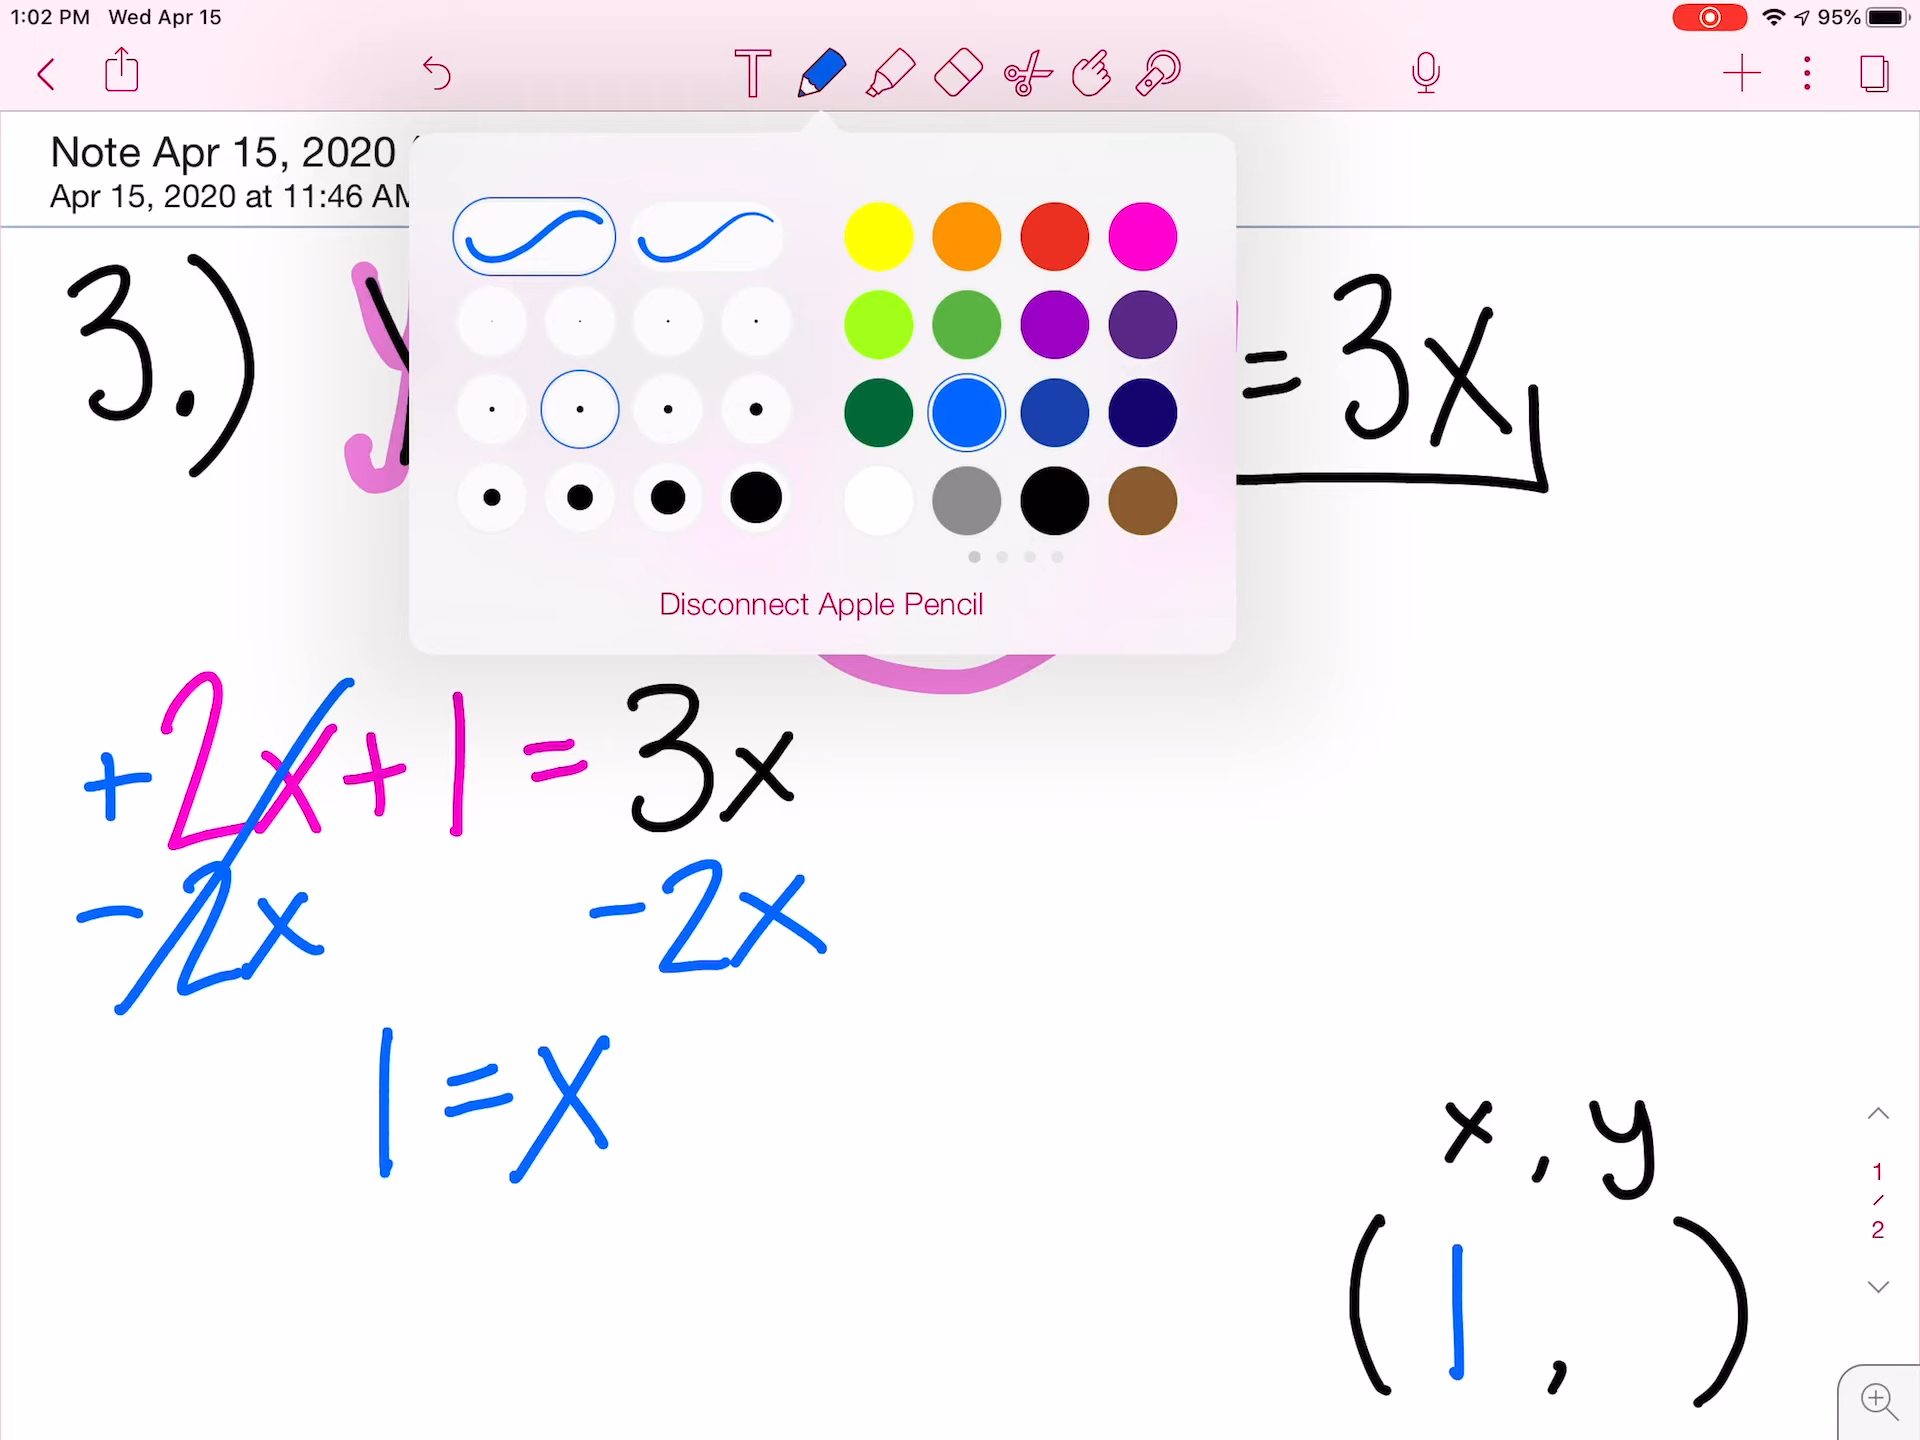 1:02 PM Wed Apr 15 95%
T
Note Apr 15, 2020
Apr 15, 2020 at 11:46 AM
3.) y = 3x
Disconnect Apple Pencil
+2x+1 = 3x
-2x -2x
1 = x
x, y
1
/
2
(1, )